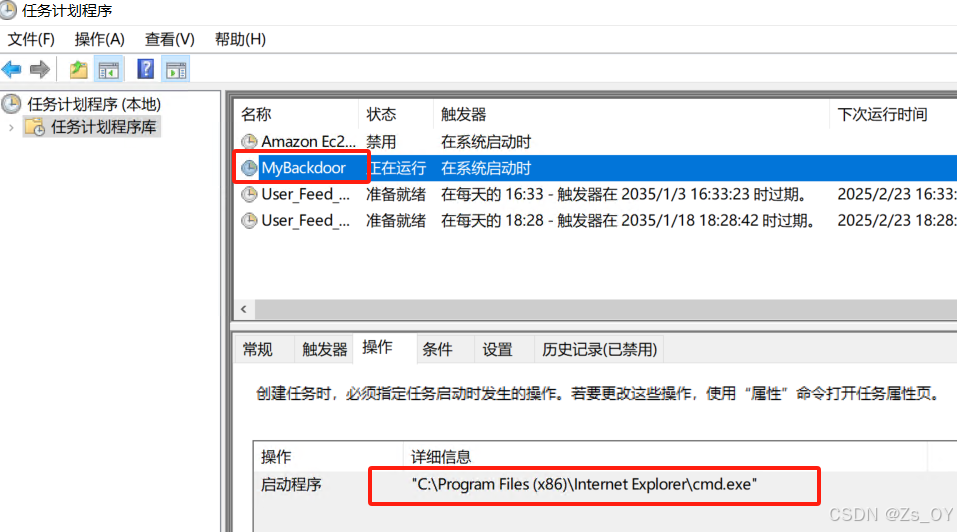 任务计划程序
文件(F) 操作(A) 查看(V) 帮助(H)
任务计划程序 (本地)
任务计划程序库
名称 状态 触发器 下次运行时间
Amazon Ec2... 禁用 在系统启动时
MyBackdoor 正在运行 在系统启动时
User_Feed_... 准备就绪 在每天的 16:33 - 触发器在 2035/1/3 16:33:23 时过期。 2025/2/23 16:33:
User_Feed_... 准备就绪 在每天的 18:28 - 触发器在 2035/1/18 18:28:42 时过期。 2025/2/23 18:28:
常规 触发器 操作 条件 设置 历史记录(已禁用)
创建任务时，必须指定任务启动时发生的操作。若要更改这些操作，使用“属性”命令打开任务属性页。
操作 详细信息
启动程序 "C:\Program Files (x86)\Internet Explorer\cmd.exe"
CSDN @Zs_OY